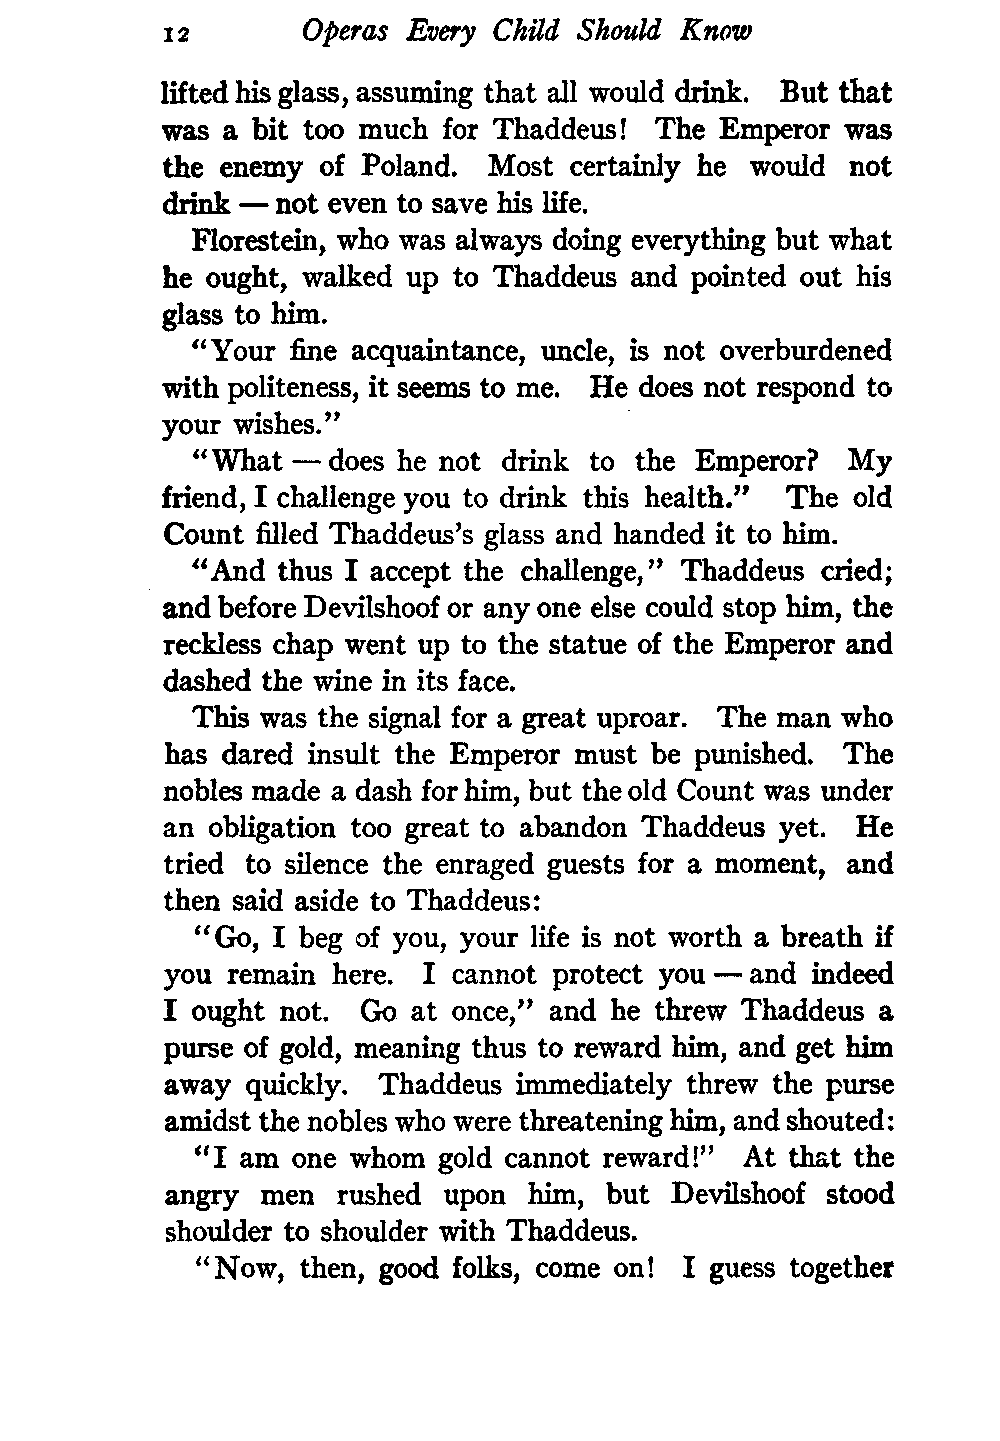 12 Operas Every Child Should Know
lifted his glass, assuming that all would drink. But that
was a bit too much for Thaddeus! The Emperor was
the enemy of Poland. Most certainly he would not
drink — not even to save his life.
Florestein, who was always doing everything but what
he ought, walked up to Thaddeus and pointed out his
glass to him.
"Your fine acquaintance, uncle, is not overburdened
with politeness, it seems to me. He does not respond to
your wishes."
"What — does he not drink to the Emperor? My
friend, I challenge you to drink this health." The old
Count filled Thaddeus's glass and handed it to him.
"And thus I accept the challenge," Thaddeus cried;
and before Devilshoof or any one else could stop him, the
reckless chap went up to the statue of the Emperor and
dashed the wine in its face.
This was the signal for a great uproar. The man who
has dared insult the Emperor must be punished. The
nobles made a dash for him, but the old Count was under
an obligation too great to abandon Thaddeus yet. He
tried to silence the enraged guests for a moment, and
then said aside to Thaddeus:
"Go, I beg of you, your life is not worth a breath if
you remain here. I cannot protect you — and indeed
I ought not. Go at once," and he threw Thaddeus a
purse of gold, meaning thus to reward him, and get him
away quickly. Thaddeus immediately threw the purse
amidst the nobles who were threatening him, and shouted:
"I am one whom gold cannot reward!" At that the
angry men rushed upon him, but Devilshoof stood
shoulder to shoulder with Thaddeus.
"Now, then, good folks, come on! I guess together